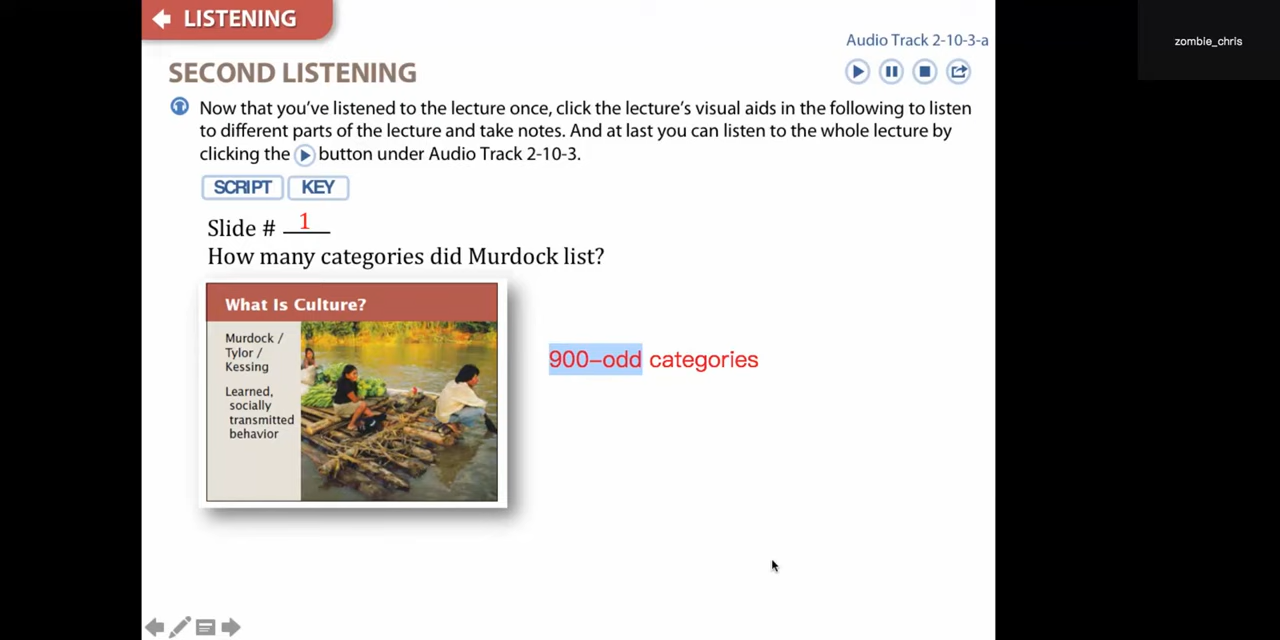 LISTENING
zombie_chris
Audio Track 2-10-3-a
SECOND LISTENING
Now that you've listened to the lecture once, click the lecture's visual aids in the following to listen
to different parts of the lecture and take notes. And at last you can listen to the whole lecture by
clicking the button under Audio Track 2-10-3.
SCRIPT KEY
Slide # 1
How many categories did Murdock list?
What Is Culture?
Murdock /
Tylor /
Kessing
Learned,
socially
transmitted
behavior
900–odd categories